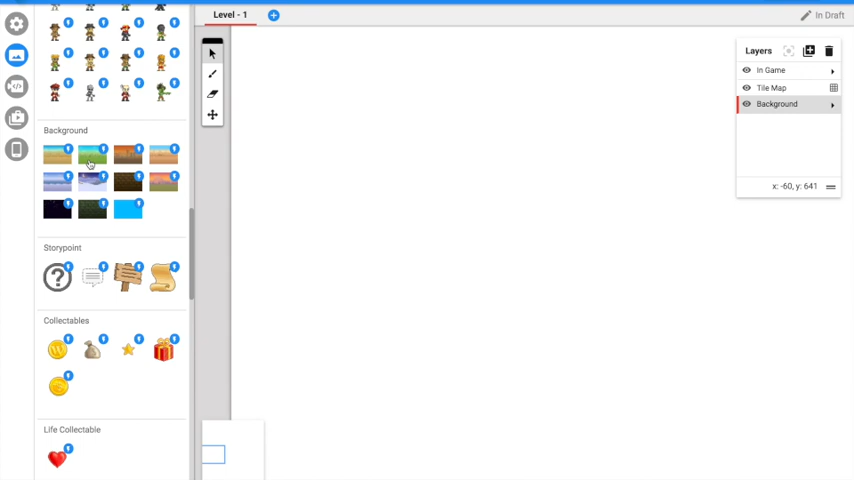 Level - 1
In Draft
Layers
In Game
Tile Map
Background
x: -60, y: 641
Background
Storypoint
Collectables
Life Collectable